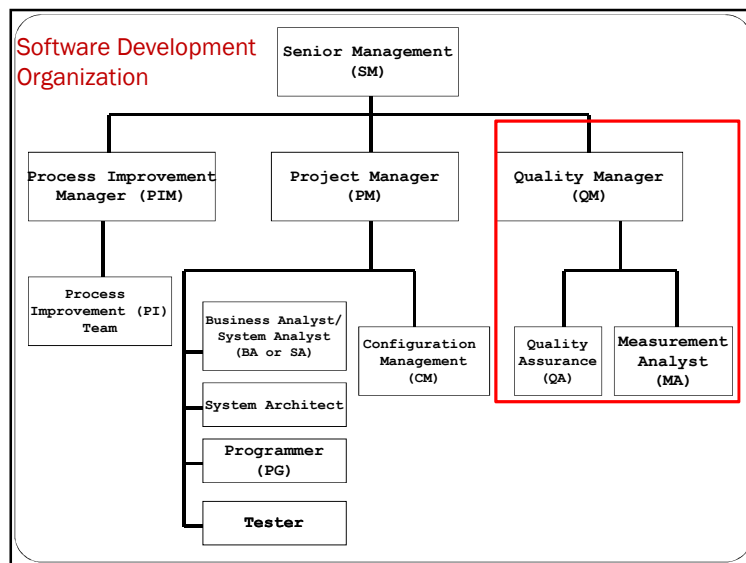 Software Development
Organization
Senior Management
(SM)
Process Improvement
Manager (PIM)
Project Manager
(PM)
Quality Manager
(QM)
Process
Improvement (PI)
Team
Business Analyst/
System Analyst
(BA or SA)
System Architect
Programmer
(PG)
Tester
Configuration
Management
(CM)
Quality
Assurance
(QA)
Measurement
Analyst
(MA)